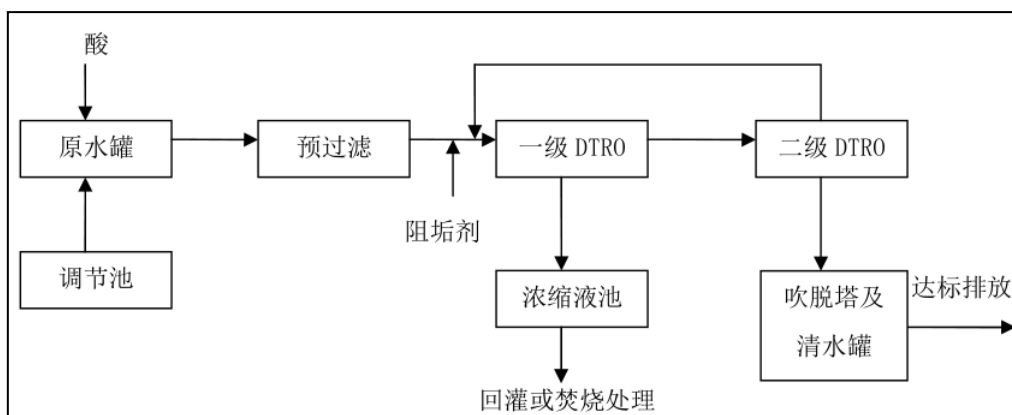 酸
原水罐
预过滤
一级 DTRO
二级 DTRO
阻垢剂
调节池
浓缩液池
吹脱塔及
清水罐
达标排放
回灌或焚烧处理